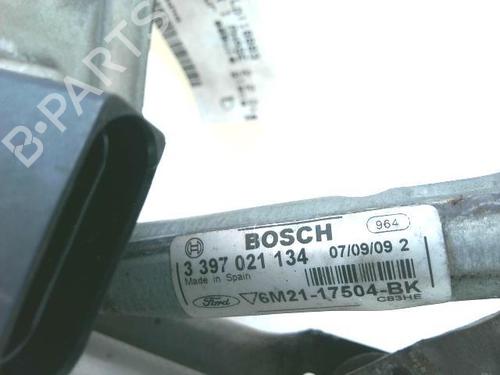 B-PARTS
964
BOSCH
3 397 021 134 07/09/09 2
Made in Spain
Ford 6M21-17504-BK
CB3HE